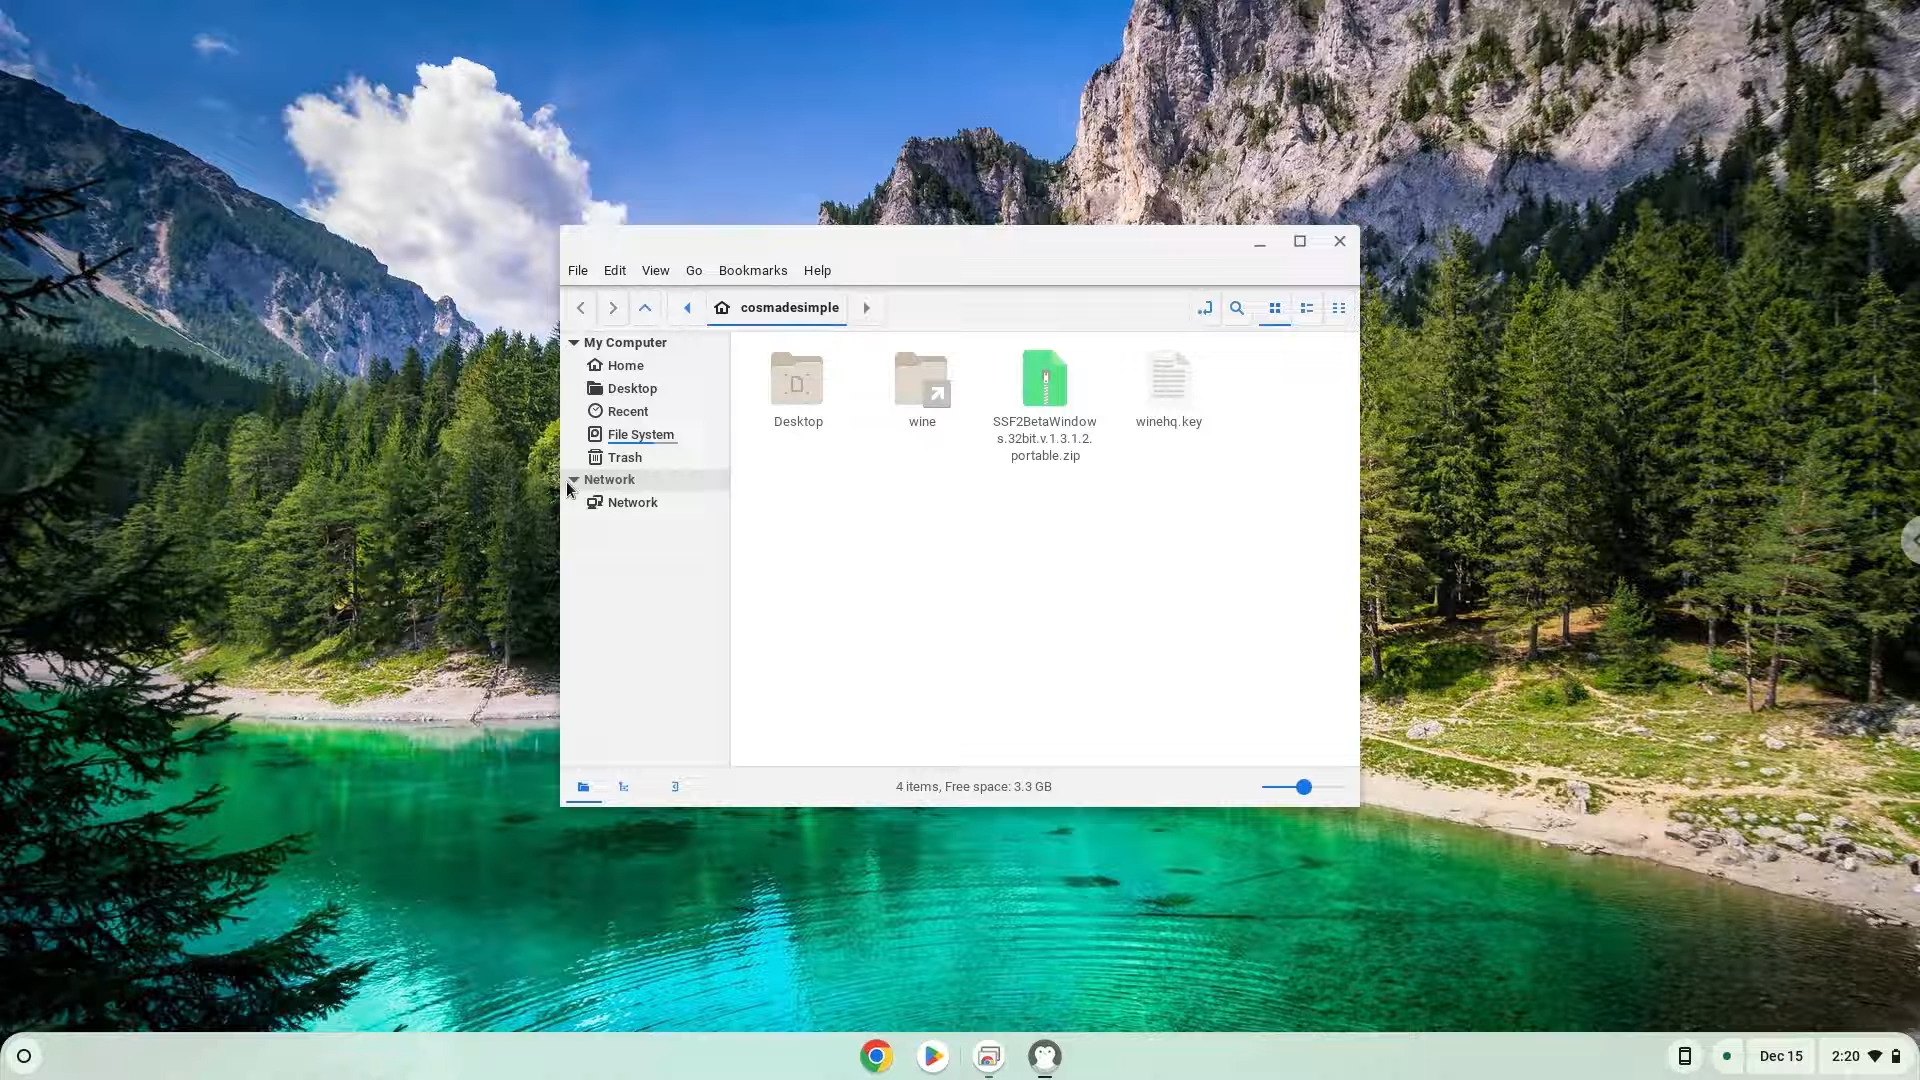 File Edit View Go Bookmarks Help
cosmadesimple
My Computer
Home
Desktop
Recent
File System
Trash
Network
Network
Desktop
wine
SSF2BetaWindow
s.32bit.v.1.3.1.2.
portable.zip
winehq.key
4 items, Free space: 3.3 GB
Dec 15
2:20